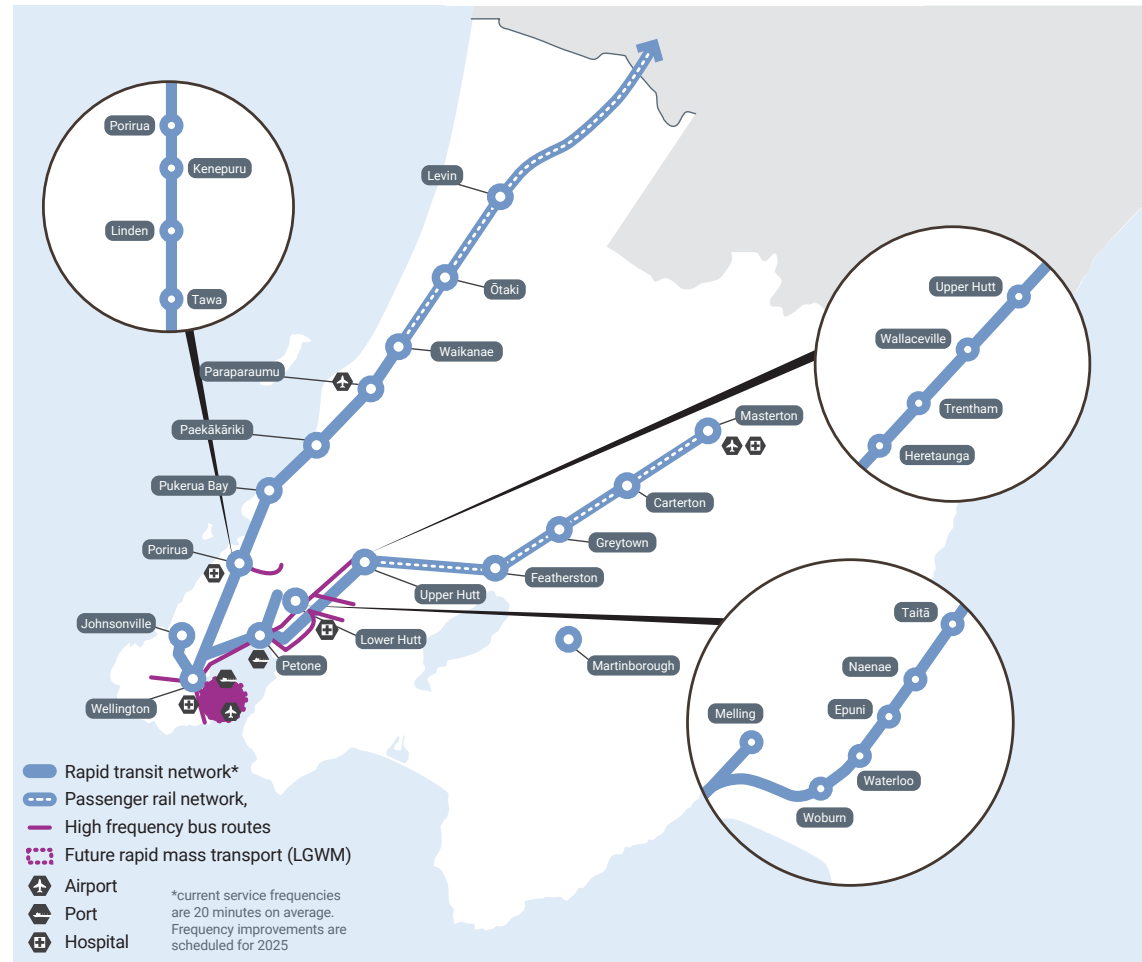 Porirua
Kenepuru
Linden
Tawa
Levin
Ōtaki
Waikanae
Paraparaumu
Paekākāriki
Pukerua Bay
Porirua
Johnsonville
Wellington
Petone
Lower Hutt
Upper Hutt
Featherston
Greytown
Carterton
Masterton
Martinborough
Upper Hutt
Wallaceville
Trentham
Heretaunga
Taitā
Naenae
Epuni
Melling
Waterloo
Woburn
Rapid transit network*
Passenger rail network,
High frequency bus routes
Future rapid mass transport (LGWM)
Airport
Port
Hospital
*current service frequencies
are 20 minutes on average.
Frequency improvements are
scheduled for 2025